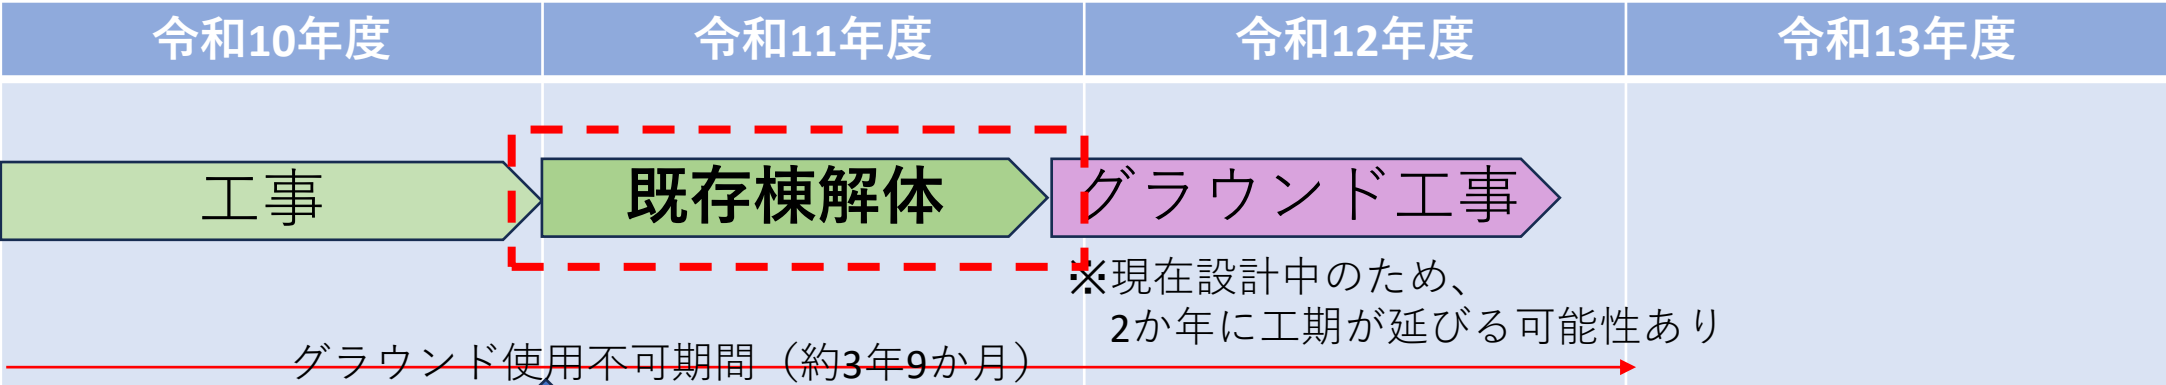 令和10年度
令和11年度
令和12年度
令和13年度
工事
既存棟解体
グラウンド工事
※現在設計中のため、
2か年に工期が延びる可能性あり
グラウンド使用不可期間（約3年9か月）